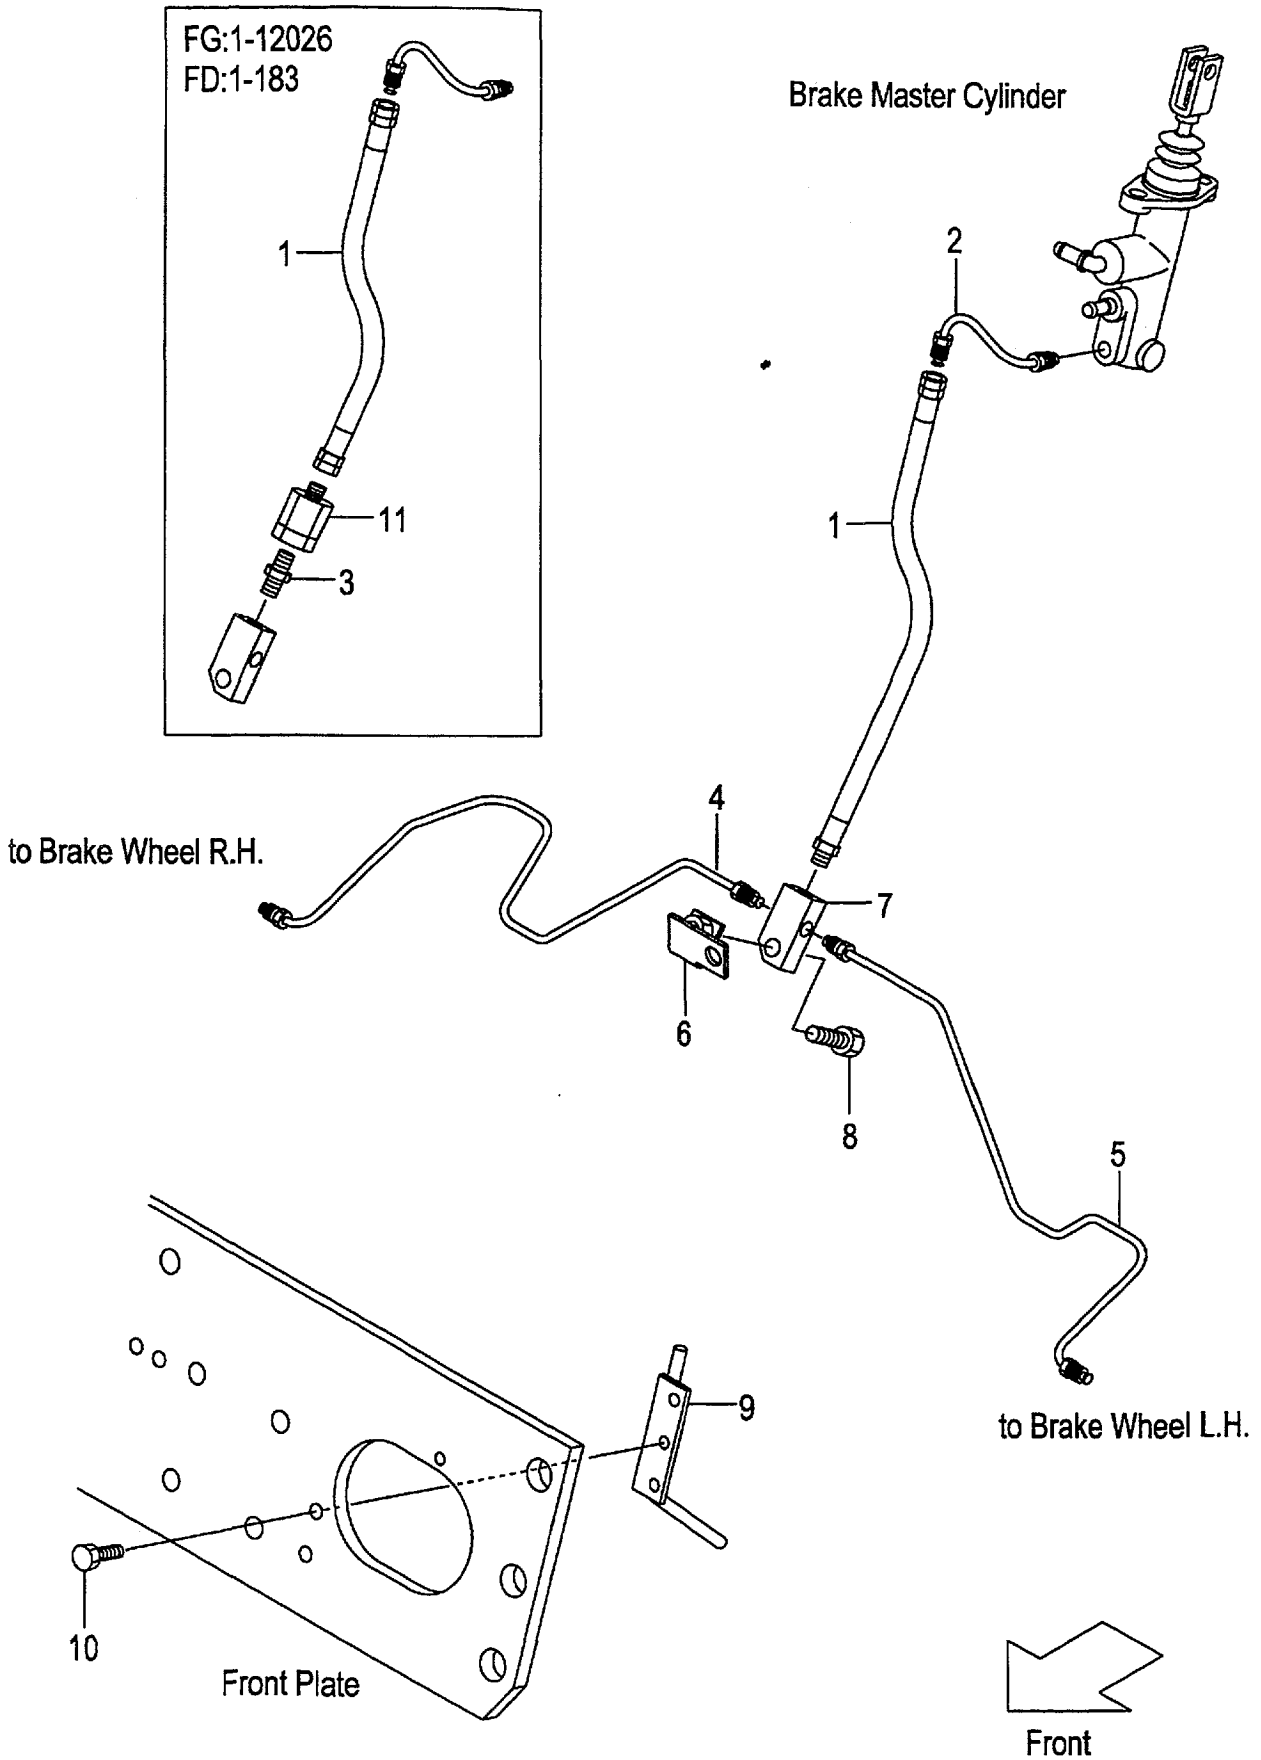 FG:1-12026
FD:1-183
Brake Master Cylinder
1
2
11
3
1
4
to Brake Wheel R.H.
7
6
8
5
9
to Brake Wheel L.H.
10
Front Plate
Front